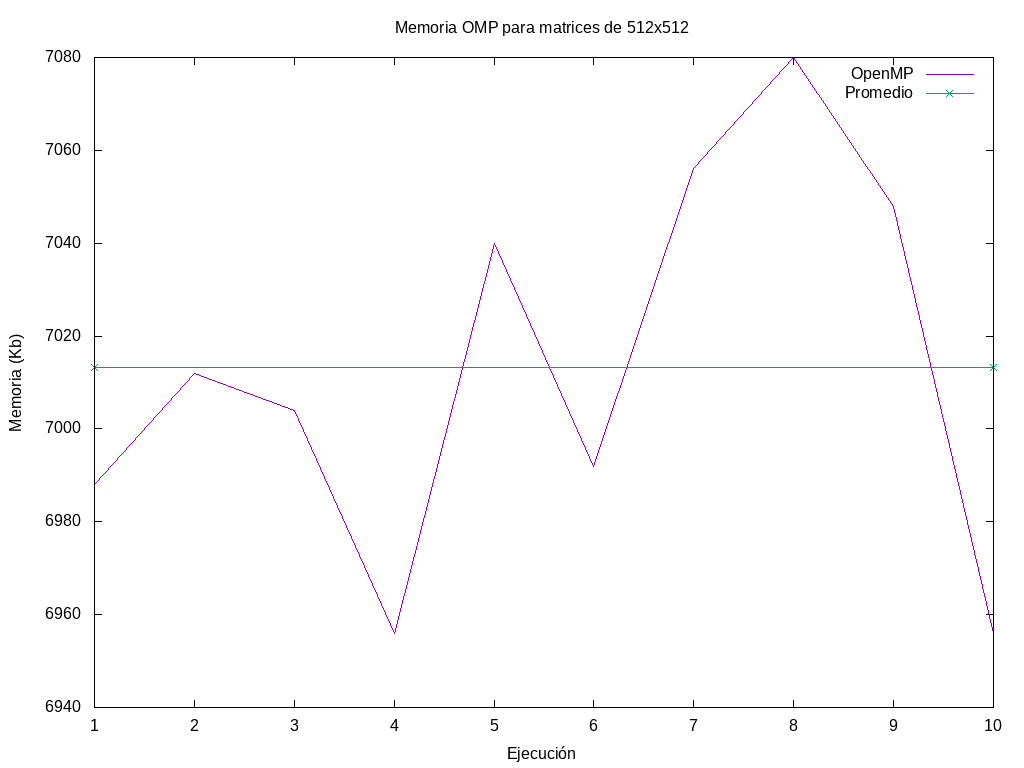 Memoria OMP para matrices de 512x512
7080
7060
7040
7020
7000
6980
6960
6940
Memoria (Kb)
OpenMP
Promedio
1 2 3 4 5 6 7 8 9 10
Ejecución